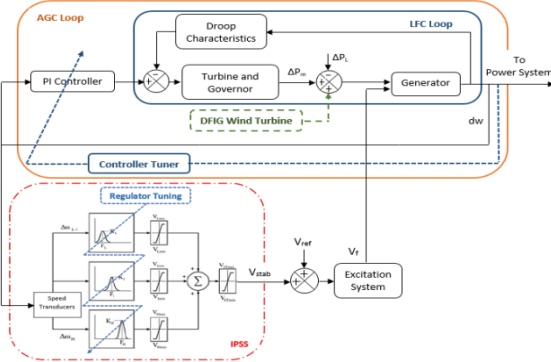 AGC Loop
LFC Loop
Droop
Characteristics
To
Power System
PI Controller
Turbine and
Governor
ΔPm
ΔPL
Generator
DFIG Wind Turbine
dw
Controller Tuner
Regulator Tuning
Speed
Transducers
Σ
Vstab
Vref
Vf
Excitation
System
IPSS